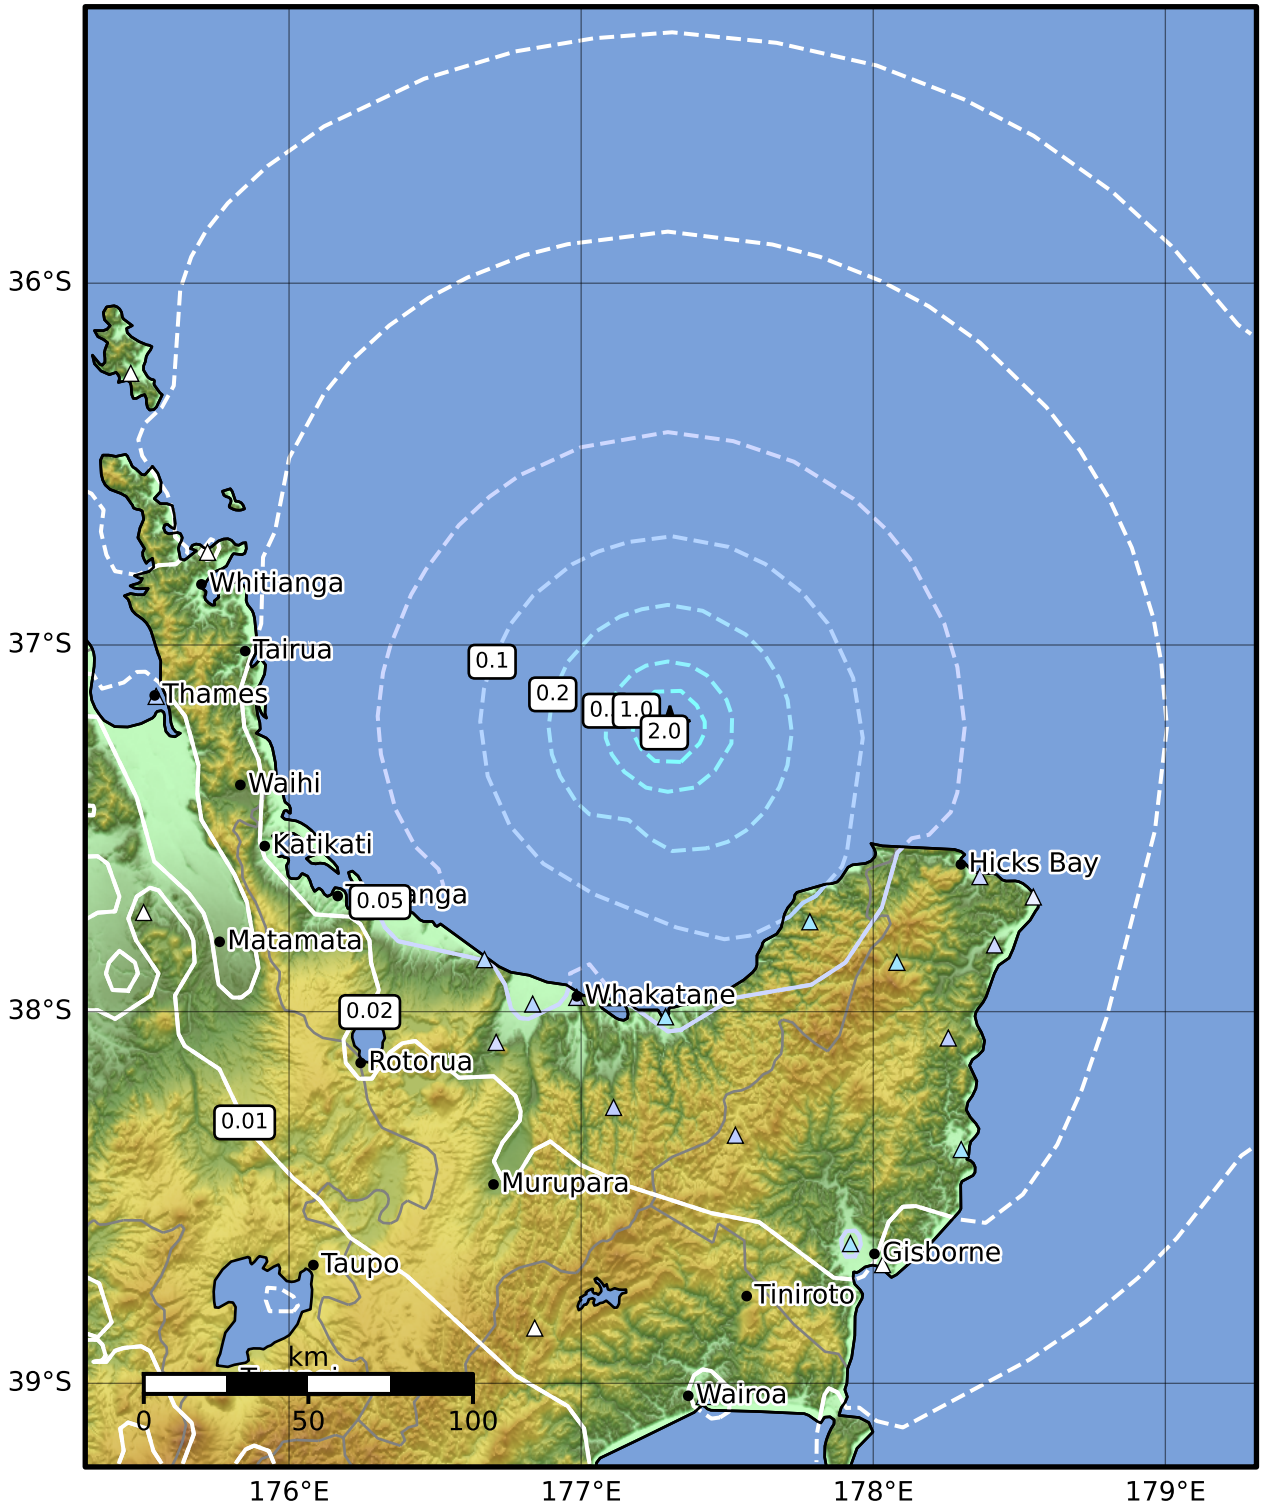 36°S
Whitianga
37°S
Tairua
0.1
0.2
1.0
Thames
2.0
Waihi
Katikati
Hicks Bay
0.05
Matamata
Whakatane
38°S
0.02
Rotorua
0.01
Murupara
Gisborne
Taupo
Tiniroto
km
39°S
Wairoa
0
50
100
176°E
177°E
178°E
179°E